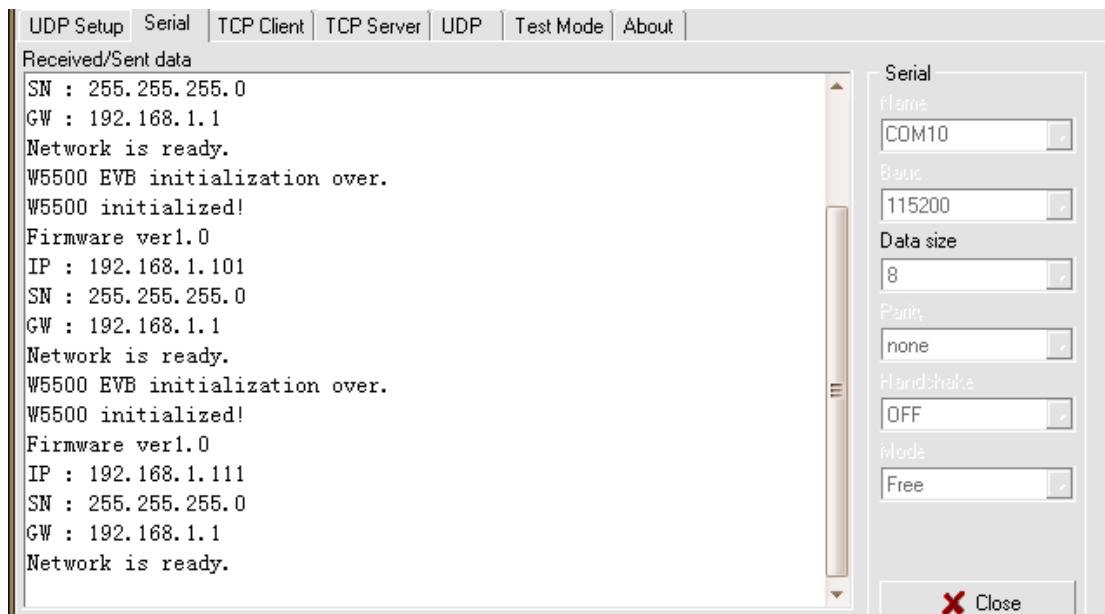 UDP Setup Serial TCP Client TCP Server UDP Test Mode About
Received/Sent data
SN : 255.255.255.0
GW : 192.168.1.1
Network is ready.
W5500 EVB initialization over.
W5500 initialized!
Firmware ver1.0
IP : 192.168.1.101
SN : 255.255.255.0
GW : 192.168.1.1
Network is ready.
W5500 EVB initialization over.
W5500 initialized!
Firmware ver1.0
IP : 192.168.1.111
SN : 255.255.255.0
GW : 192.168.1.1
Network is ready.
Serial
Name
COM10
Baud
115200
Data size
8
Parity
none
Handshake
OFF
Mode
Free
Close